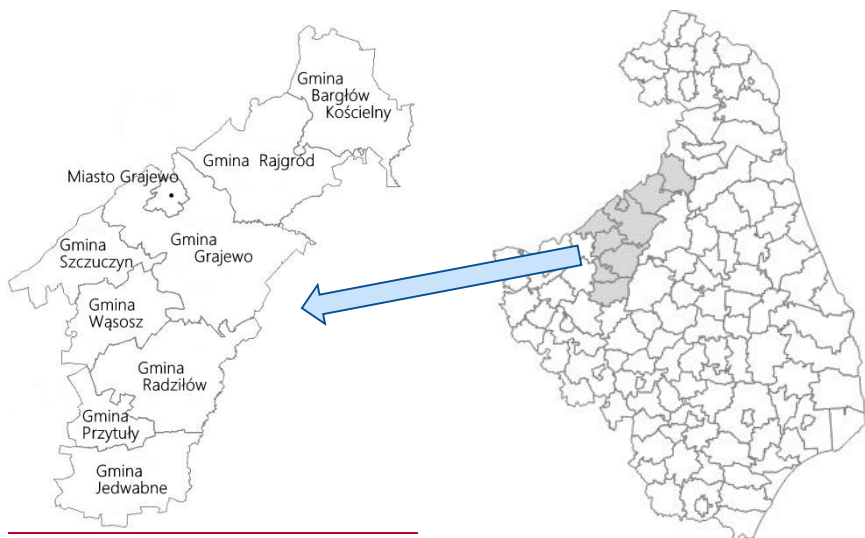 Gmina
Bargłów
Kościelny
Gmina Rajgród
Miasto Grajewo
Gmina
Grajewo
Gmina
Szczuczyn
Gmina
Wąsosz
Gmina
Radziłów
Gmina
Przytuły
Gmina
Jedwabne